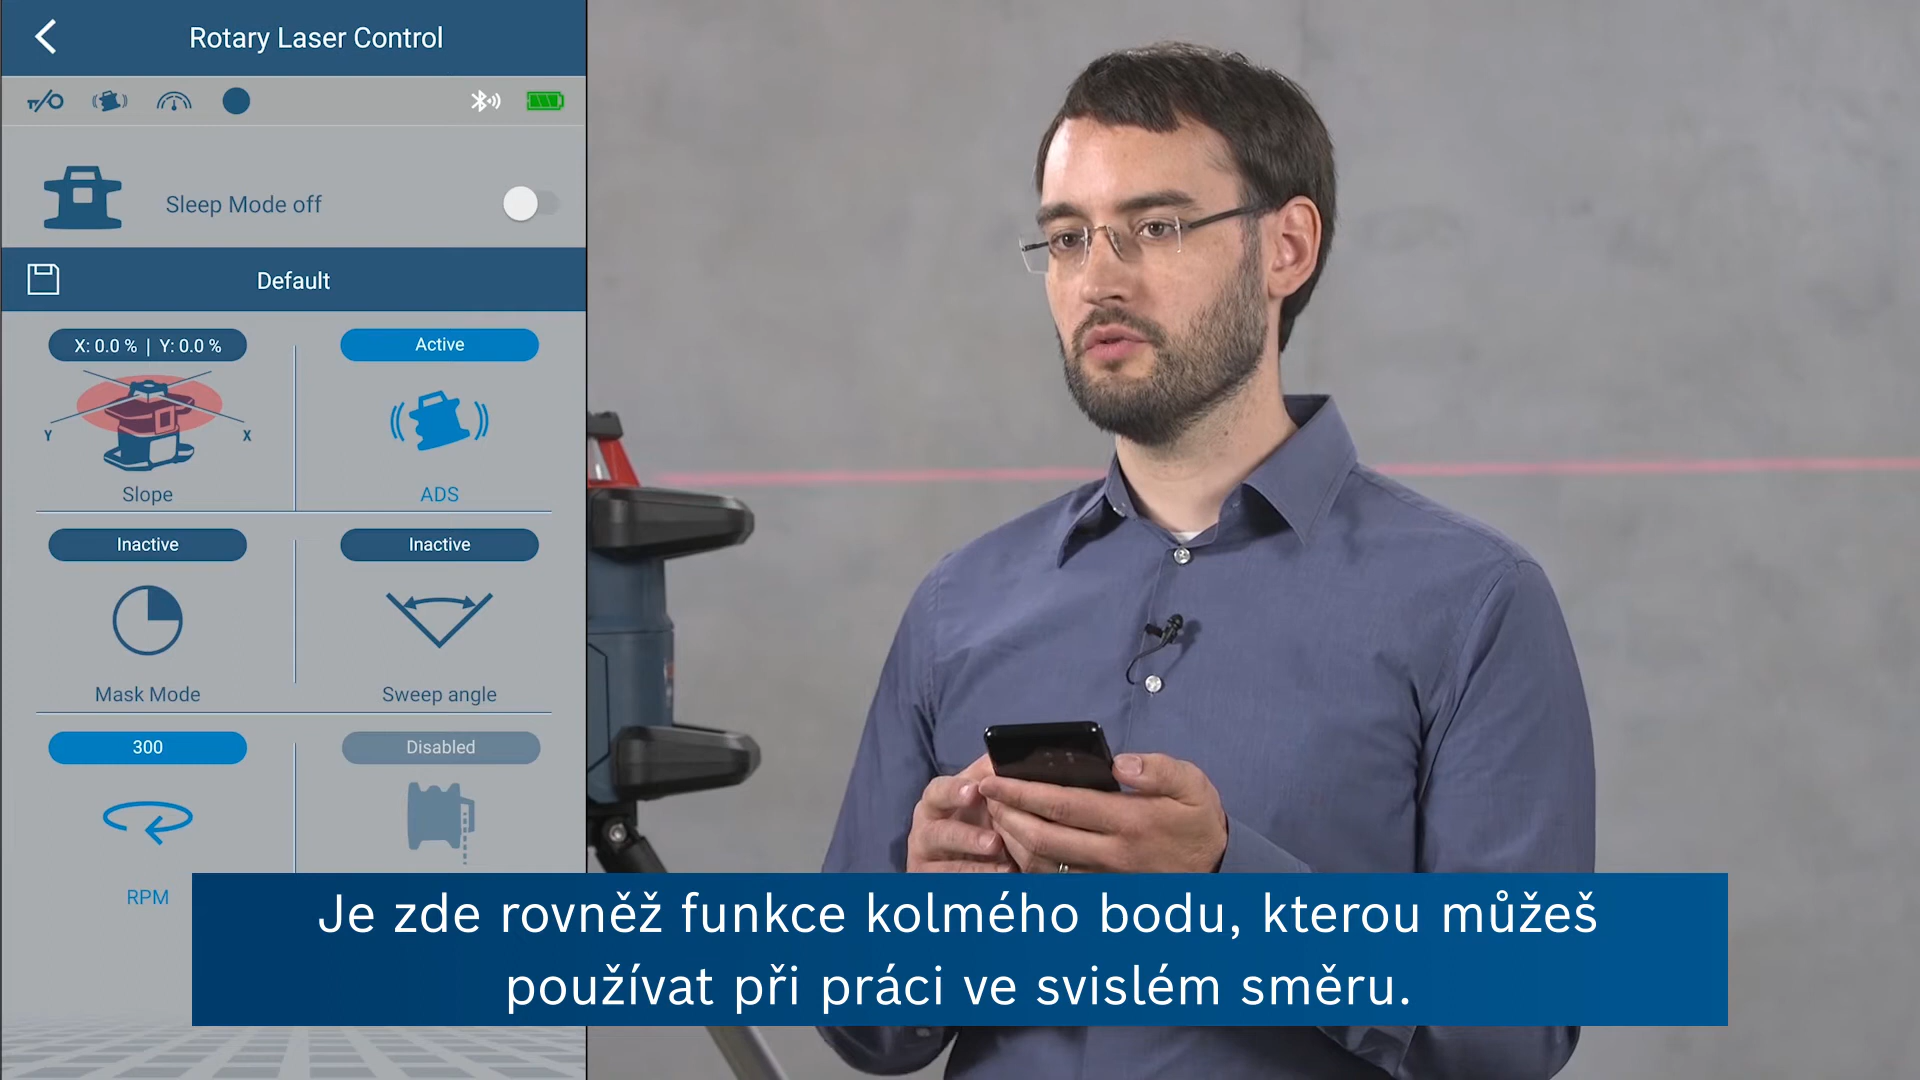 Rotary Laser Control
Sleep Mode off
Default
X: 0.0 % | Y: 0.0 %
Active
Y
X
Slope
ADS
Inactive
Inactive
Mask Mode
Sweep angle
300
Disabled
RPM
Je zde rovněž funkce kolmého bodu, kterou můžeš
používat při práci ve svislém směru.